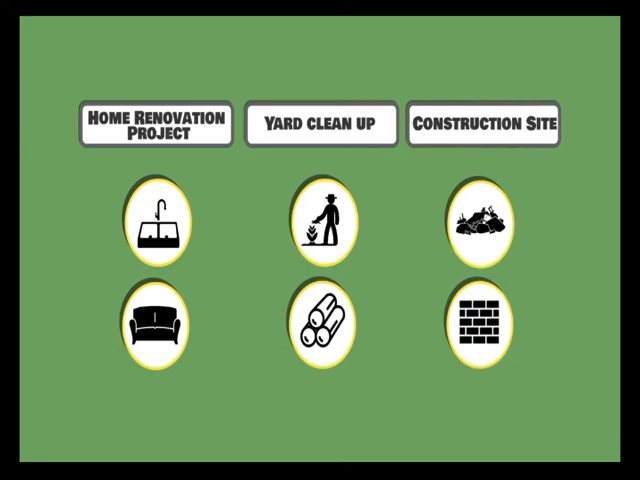 HOME RENOVATION
PROJECT
YARD CLEAN UP
CONSTRUCTION SITE